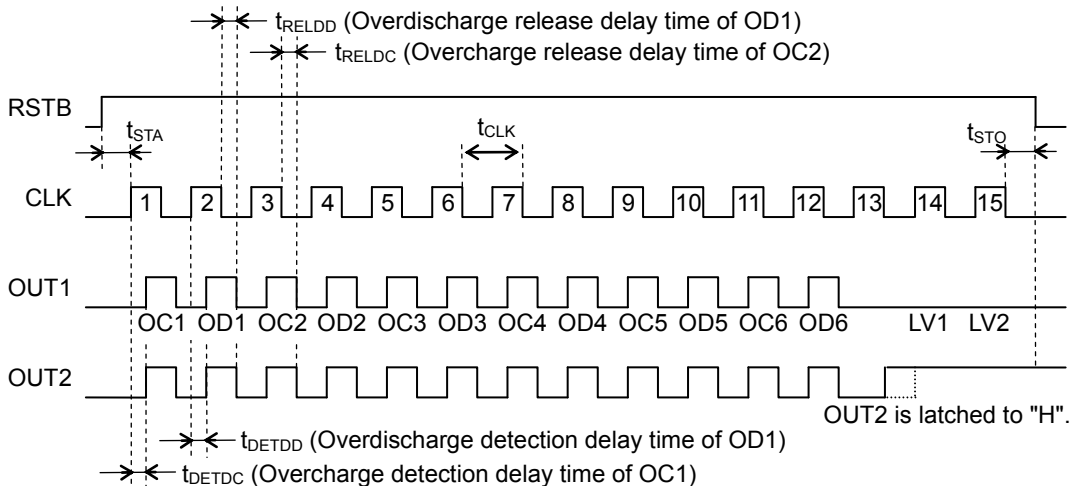 tRELDD (Overdischarge release delay time of OD1)
tRELDC (Overcharge release delay time of OC2)
RSTB
tSTA
tCLK
tSTO
CLK
1 2 3 4 5 6 7 8 9 10 11 12 13 14 15
OUT1
OC1 OD1 OC2 OD2 OC3 OD3 OC4 OD4 OC5 OD5 OC6 OD6 LV1 LV2
OUT2
OUT2 is latched to "H".
tDETDD (Overdischarge detection delay time of OD1)
tDETDC (Overcharge detection delay time of OC1)